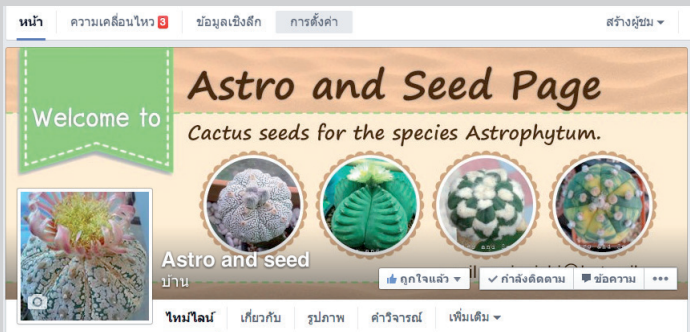 หน้า ความเคลื่อนไหว 3 ข้อมูลเชิงลึก การตั้งค่า สร้างผู้ชม
Welcome to
Astro and Seed Page
Cactus seeds for the species Astrophytum.
Astro and seed
บ้าน
ถูกใจแล้ว กำลังติดตาม ข้อความ •••
ไทม์ไลน์ เกี่ยวกับ รูปภาพ คำวิจารณ์ เพิ่มเติม